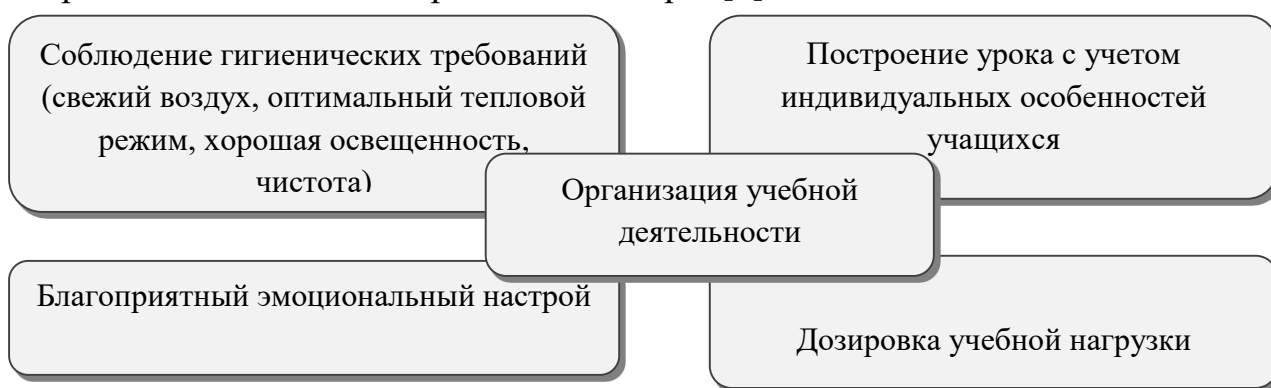 Соблюдение гигиенических требований
(свежий воздух, оптимальный тепловой
режим, хорошая освещенность,
чистота)
Построение урока с учетом
индивидуальных особенностей
учащихся
Организация учебной
деятельности
Благоприятный эмоциональный настрой
Дозировка учебной нагрузки